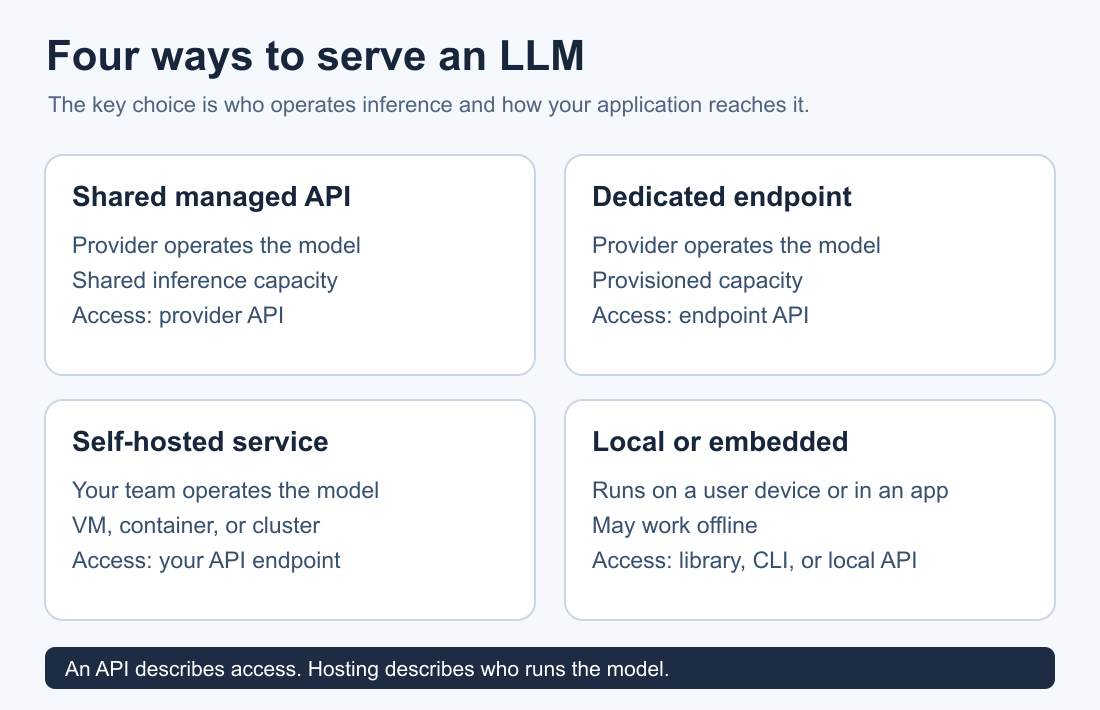 Four ways to serve an LLM
The key choice is who operates inference and how your application reaches it.
Shared managed API
Provider operates the model
Shared inference capacity
Access: provider API
Dedicated endpoint
Provider operates the model
Provisioned capacity
Access: endpoint API
Self-hosted service
Your team operates the model
VM, container, or cluster
Access: your API endpoint
Local or embedded
Runs on a user device or in an app
May work offline
Access: library, CLI, or local API
An API describes access. Hosting describes who runs the model.